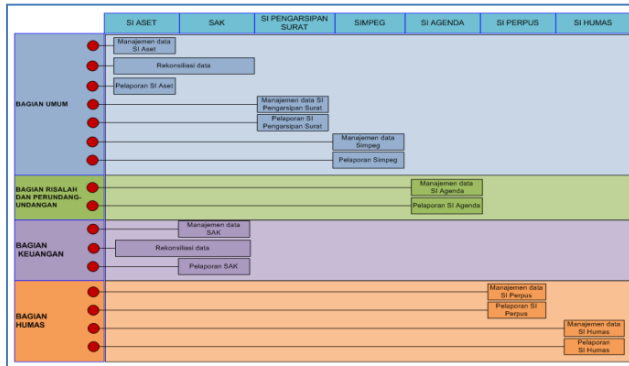 SI ASET
SAK
SI PENGARSIPAN
SURAT
SIMPEG
SI AGENDA
SI PERPUS
SI HUMAS
BAGIAN UMUM
Manajemen data
SI Aset
Rekonsiliasi data
Pelaporan SI Aset
Manajemen data SI
Pengarsipan Surat
Pelaporan SI
Pengarsipan Surat
Manajemen data
Simpeg
Pelaporan Simpeg
BAGIAN RISALAH
DAN PERUNDANG-
UNDANGAN
Manajemen data
SI Agenda
Pelaporan SI Agenda
BAGIAN
KEUANGAN
Manajemen data
SAK
Rekonsiliasi data
Pelaporan SAK
BAGIAN
HUMAS
Manajemen data
SI Perpus
Pelaporan SI
Perpus
Manajemen data
SI Humas
Pelaporan
SI Humas